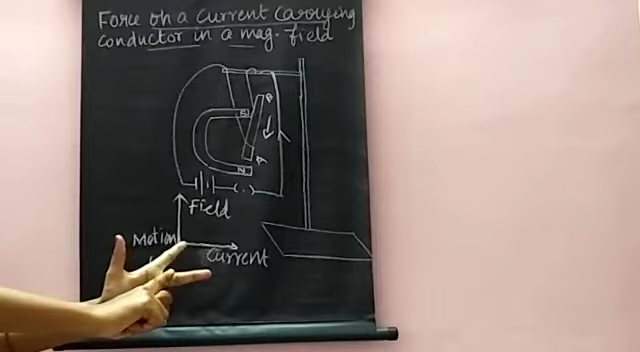 Force on a Current Carrying
conductor in a mag. field
B
S
A
N
Field
Motion
Current